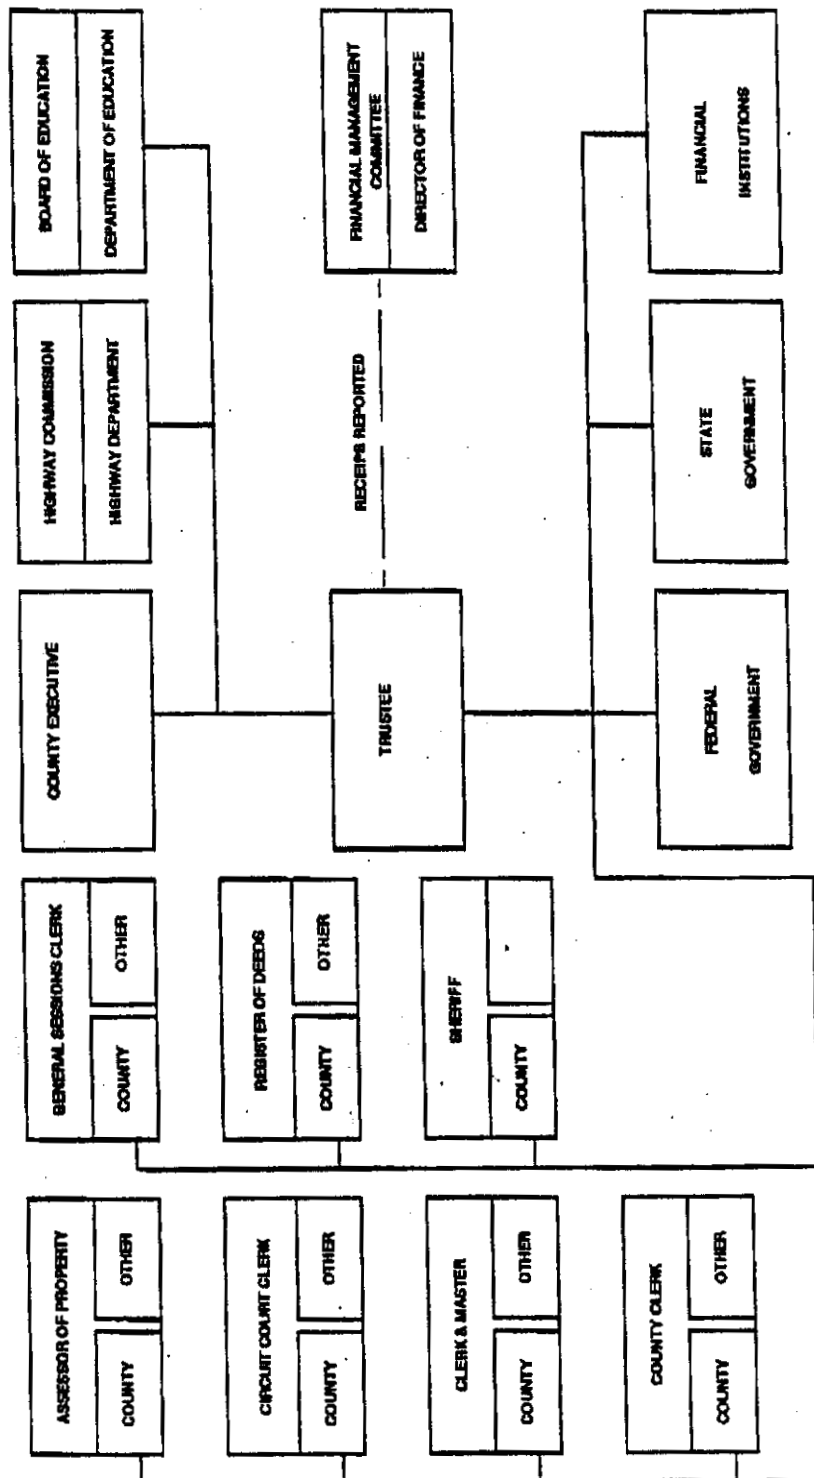 ASSESSOR OF PROPERTY
COUNTY
OTHER
GENERAL SESSIONS CLERK
COUNTY
OTHER
COUNTY EXECUTIVE
HIGHWAY COMMISSION
HIGHWAY DEPARTMENT
BOARD OF EDUCATION
DEPARTMENT OF EDUCATION
CIRCUIT COURT CLERK
COUNTY
OTHER
REGISTER OF DEEDS
COUNTY
OTHER
TRUSTEE
RECEIPS REPORTED
FINANCIAL MANAGEMENT
COMMITTEE
DIRECTOR OF FINANCE
CLERK & MASTER
COUNTY
OTHER
SHERIFF
COUNTY
COUNTY CLERK
COUNTY
OTHER
FEDERAL
GOVERNMENT
STATE
GOVERNMENT
FINANCIAL
INSTITUTIONS